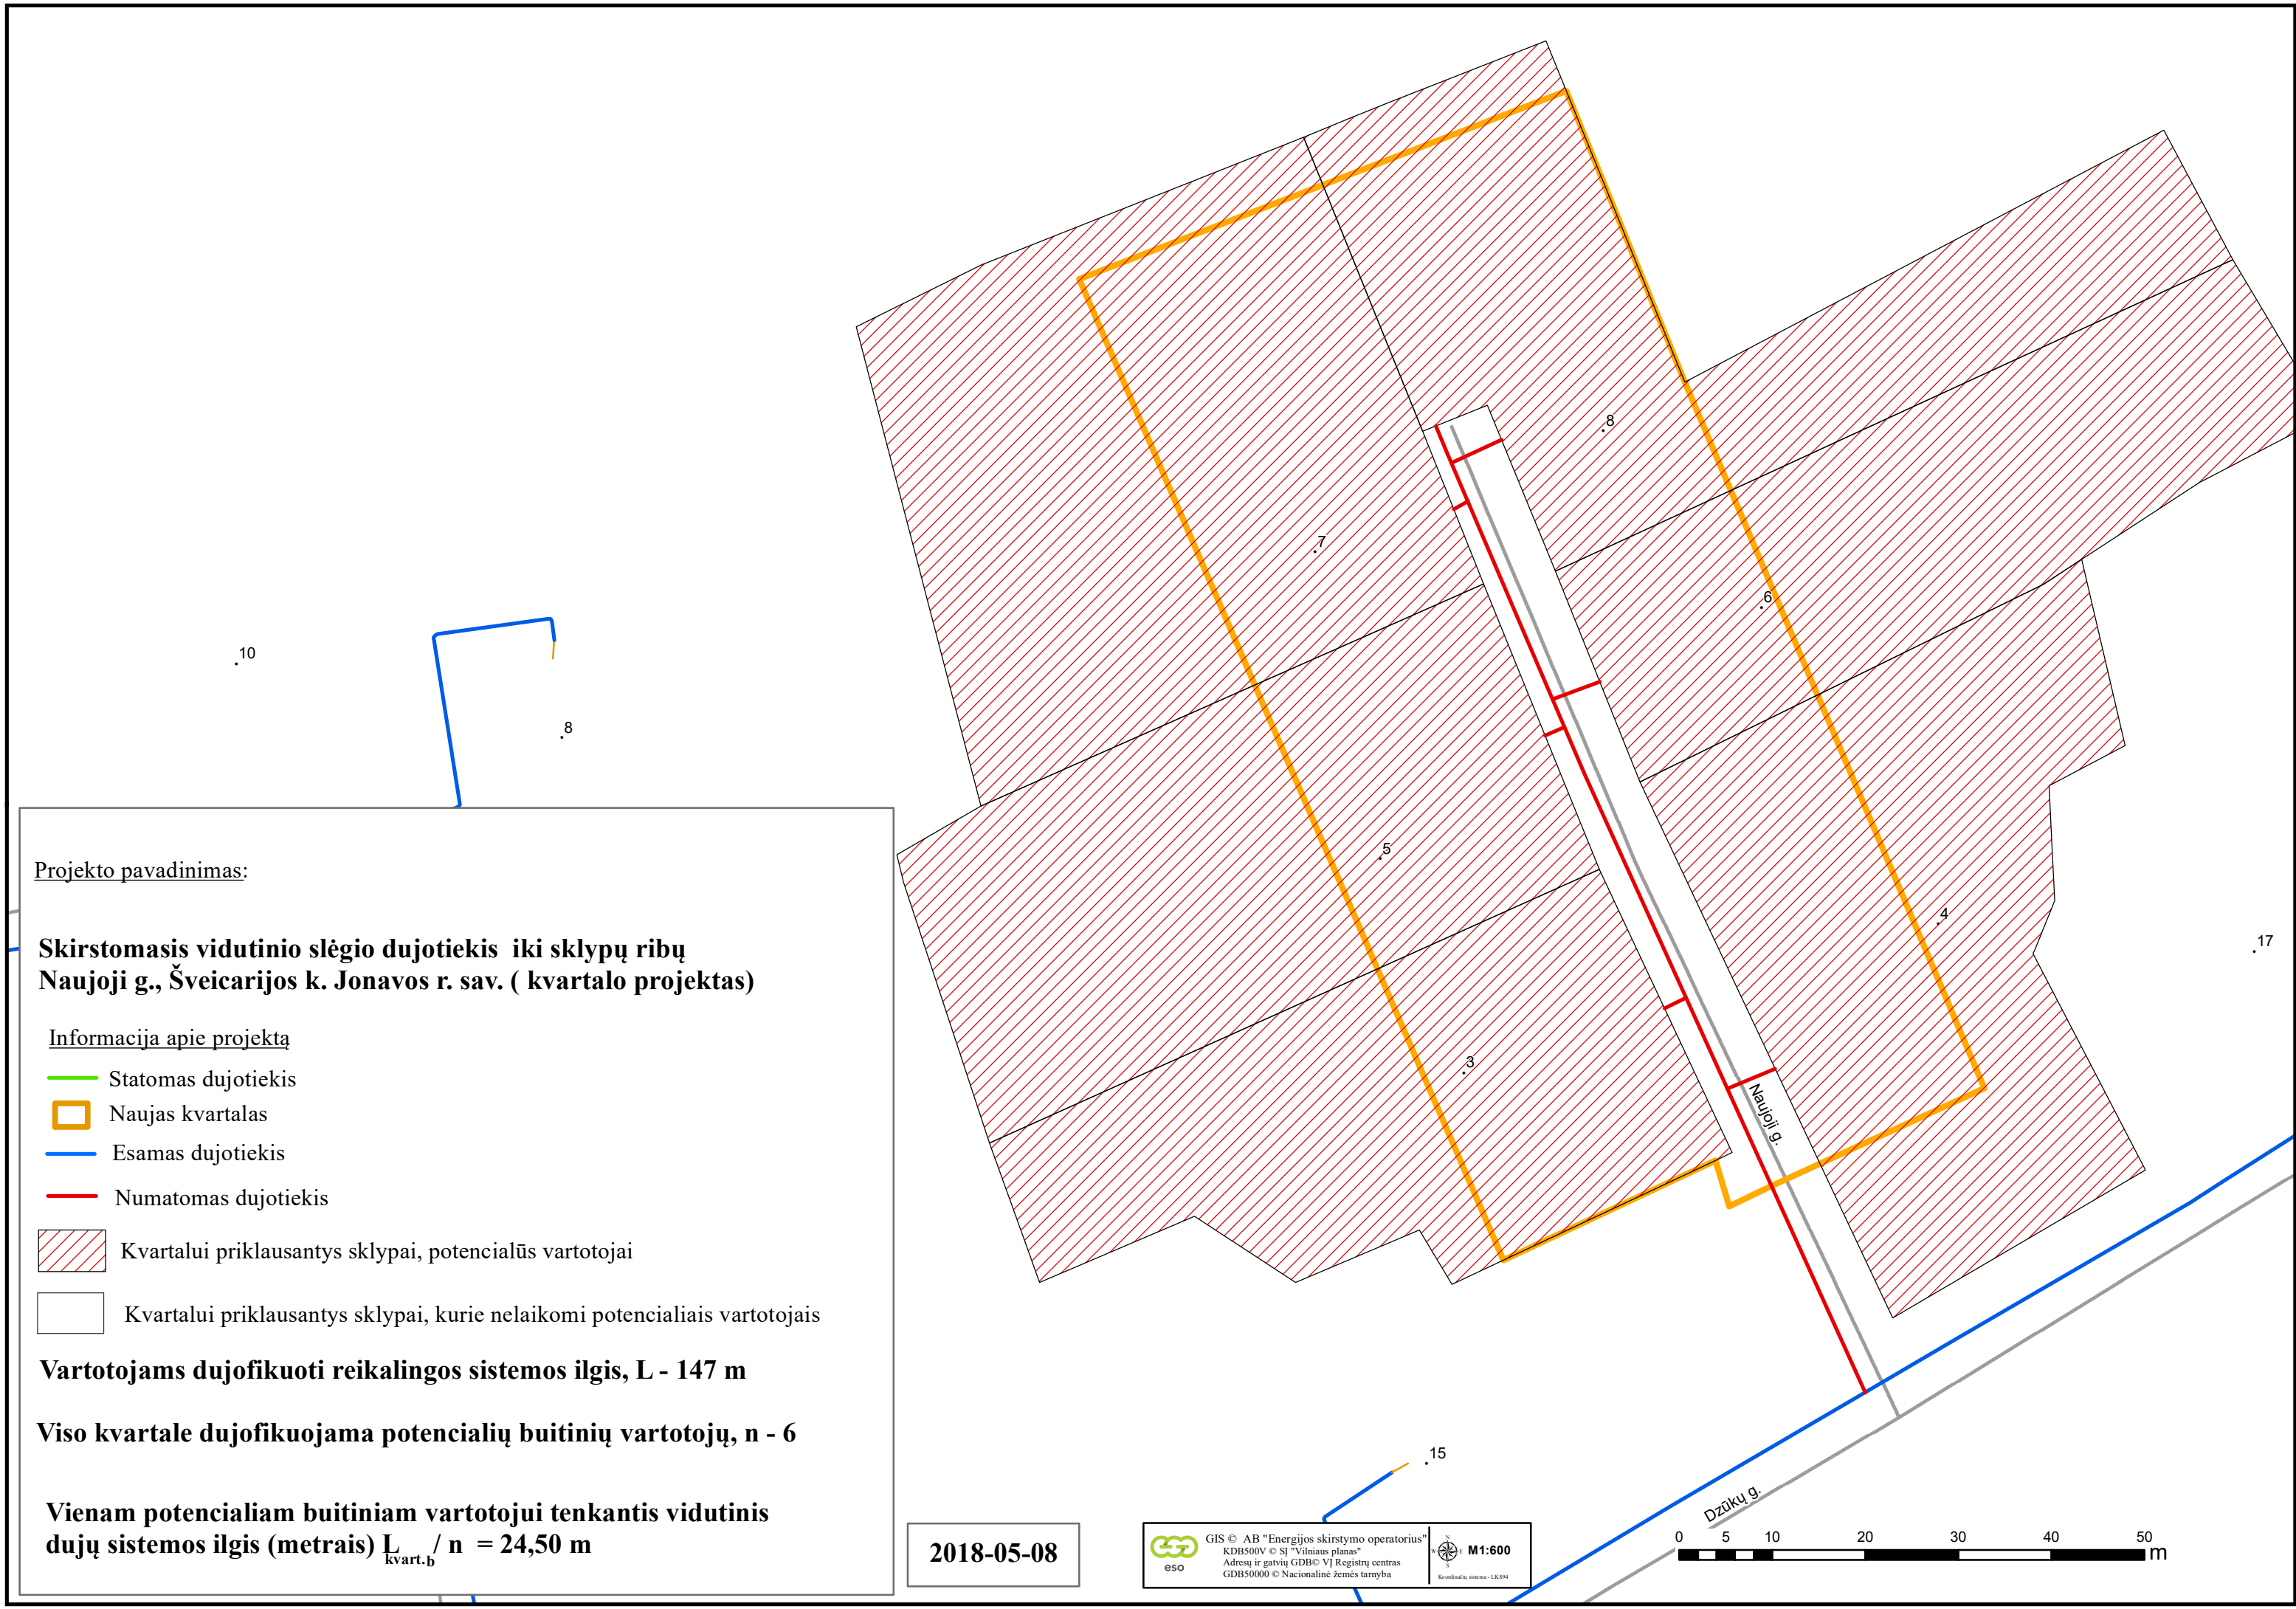 8
7
6
10
8
5
4
17
3
Naujoji g.
15
Dzūkų g.
Projekto pavadinimas:
Skirstomasis vidutinio slėgio dujotiekis iki sklypų ribų
Naujoji g., Šveicarijos k. Jonavos r. sav. ( kvartalo projektas)
Informacija apie projektą
Statomas dujotiekis
Naujas kvartalas
Esamas dujotiekis
Numatomas dujotiekis
Kvartalui priklausantys sklypai, potencialūs vartotojai
Kvartalui priklausantys sklypai, kurie nelaikomi potencialiais vartotojais
Vartotojams dujofikuoti reikalingos sistemos ilgis, L - 147 m
Viso kvartale dujofikuojama potencialių buitinių vartotojų, n - 6
Vienam potencialiam buitiniam vartotojui tenkantis vidutinis
dujų sistemos ilgis (metrais) L kvart.b / n = 24,50 m
2018-05-08
eso
GIS © AB "Energijos skirstymo operatorius"
KDB500V © SĮ "Vilniaus planas"
Adresų ir gatvių GDB© VĮ Registrų centras
GDB50000 © Nacionalinė žemės tarnyba
N
W E
S
M1:600
Koordinačių sistema - LKS94
0 5 10 20 30 40 50
m